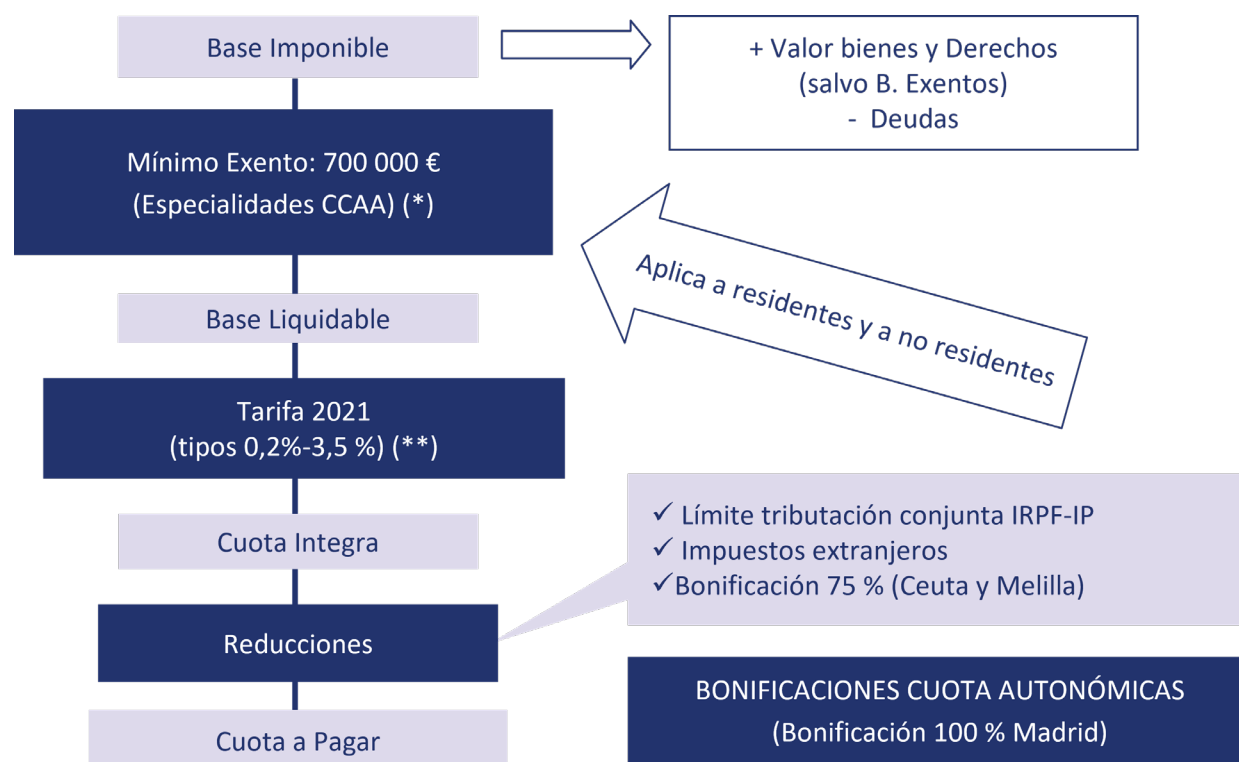 Base Imponible
+ Valor bienes y Derechos
(salvo B. Exentos)
- Deudas
Mínimo Exento: 700 000 €
(Especialidades CCAA) (*)
Aplica a residentes y a no residentes
Base Liquidable
Tarifa 2021
(tipos 0,2%-3,5 %) (**)
Cuota Integra
✓ Límite tributación conjunta IRPF-IP
✓ Impuestos extranjeros
✓Bonificación 75 % (Ceuta y Melilla)
Reducciones
BONIFICACIONES CUOTA AUTONÓMICAS
(Bonificación 100 % Madrid)
Cuota a Pagar